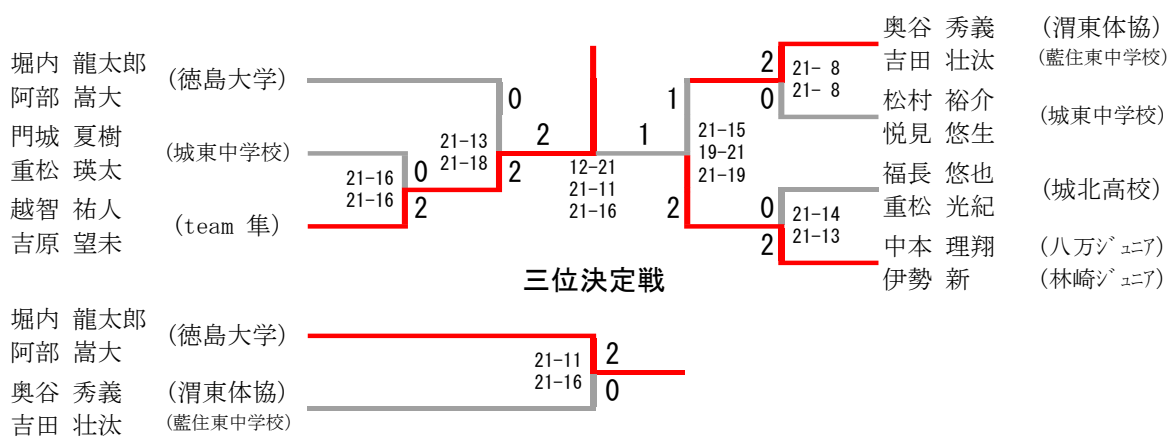 堀内 龍太郎
阿部 嵩大
(徳島大学)
門城 夏樹
重松 瑛太
(城東中学校)
越智 祐人
吉原 望未
(team 隼)
0
2
21-16
21-16
0
2
21-13
21-18
2
1
12-21
21-11
21-16
奥谷 秀義
(渭東体協)
吉田 壮汰
(藍住東中学校)
松村 裕介
悦見 悠生
(城東中学校)
福長 悠也
重松 光紀
(城北高校)
中本 理翔
(八万ジュニア)
伊勢 新
(林崎ジュニア)
2
0
21- 8
21- 8
0
2
21-14
21-13
1
2
21-15
19-21
21-19
三位決定戦
堀内 龍太郎
阿部 嵩大
(徳島大学)
奥谷 秀義
(渭東体協)
吉田 壮汰
(藍住東中学校)
21-11
21-16
2
0